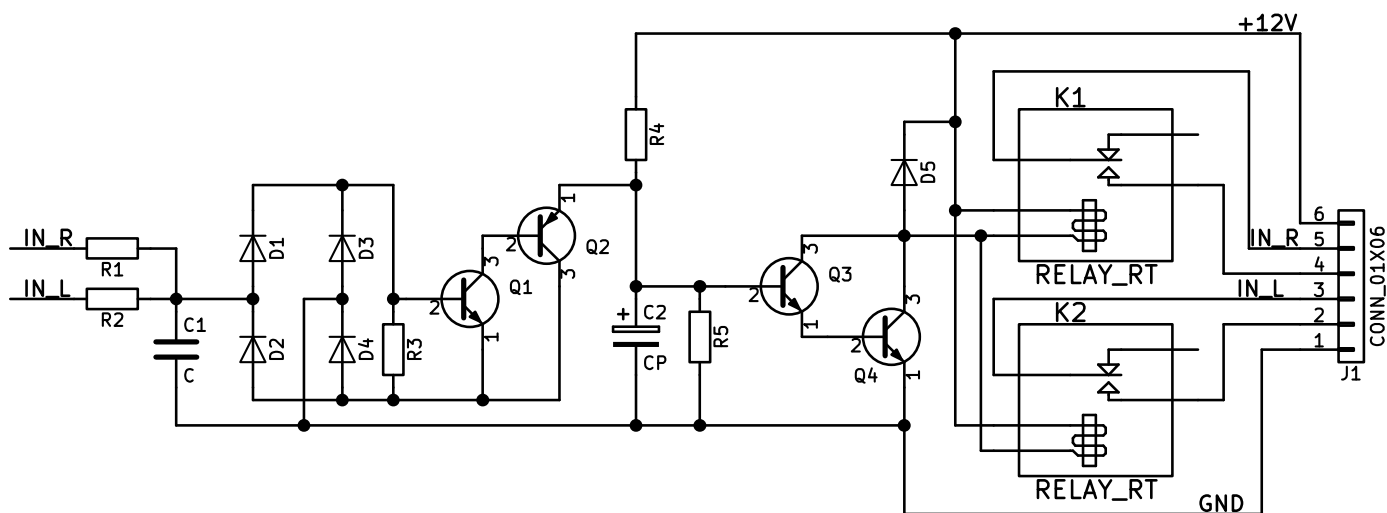 +12V
K1
R4
D5
1
IN_R
R1
D1
D3
2
Q2
3
3
Q3
2
1
RELAY_RT
6
IN_R
5
4
IN_L
3
2
1
CONN_01X06
J1
IN_L
R2
C1
C
D2
D4
R3
2
3
Q1
1
+
C2
CP
R5
2
3
Q4
1
K2
RELAY_RT
GND